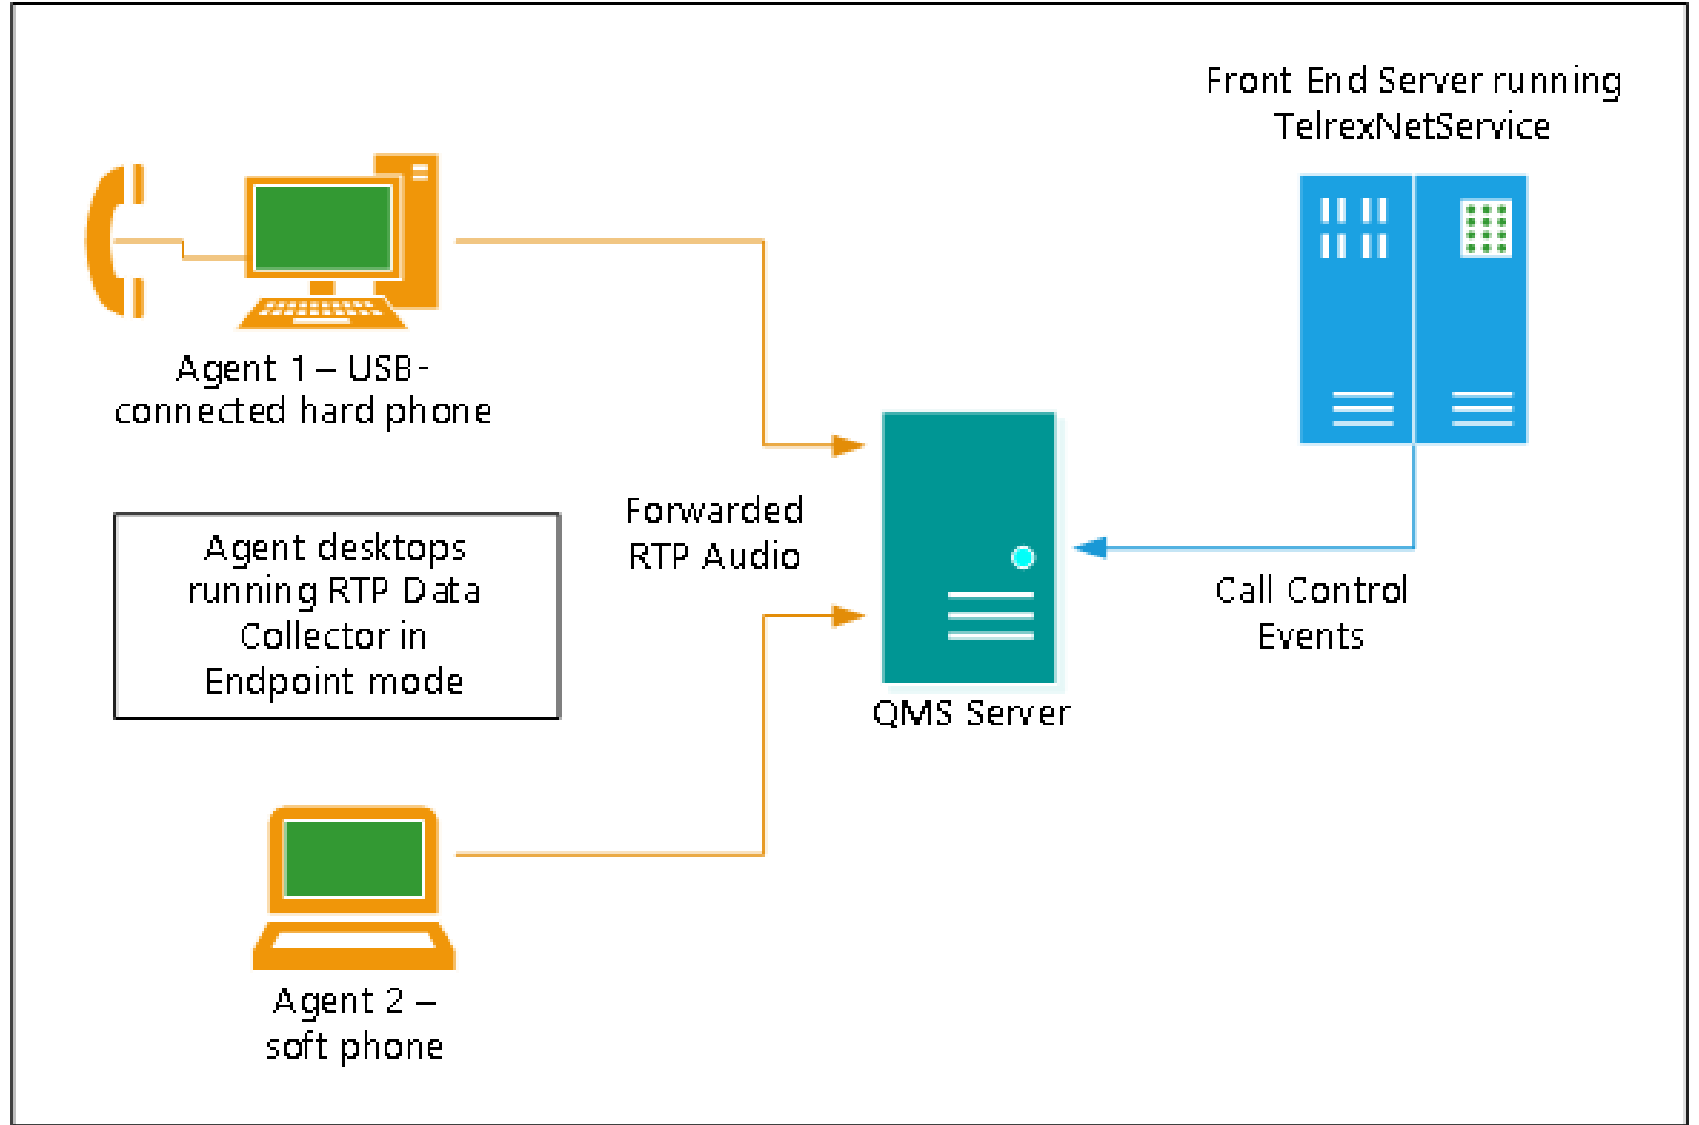 Front End Server running
TelrexNetService
Agent 1 – USB-
connected hard phone
Forwarded
RTP Audio
Agent desktops
running RTP Data
Collector in
Endpoint mode
Call Control
Events
QMS Server
Agent 2 –
soft phone